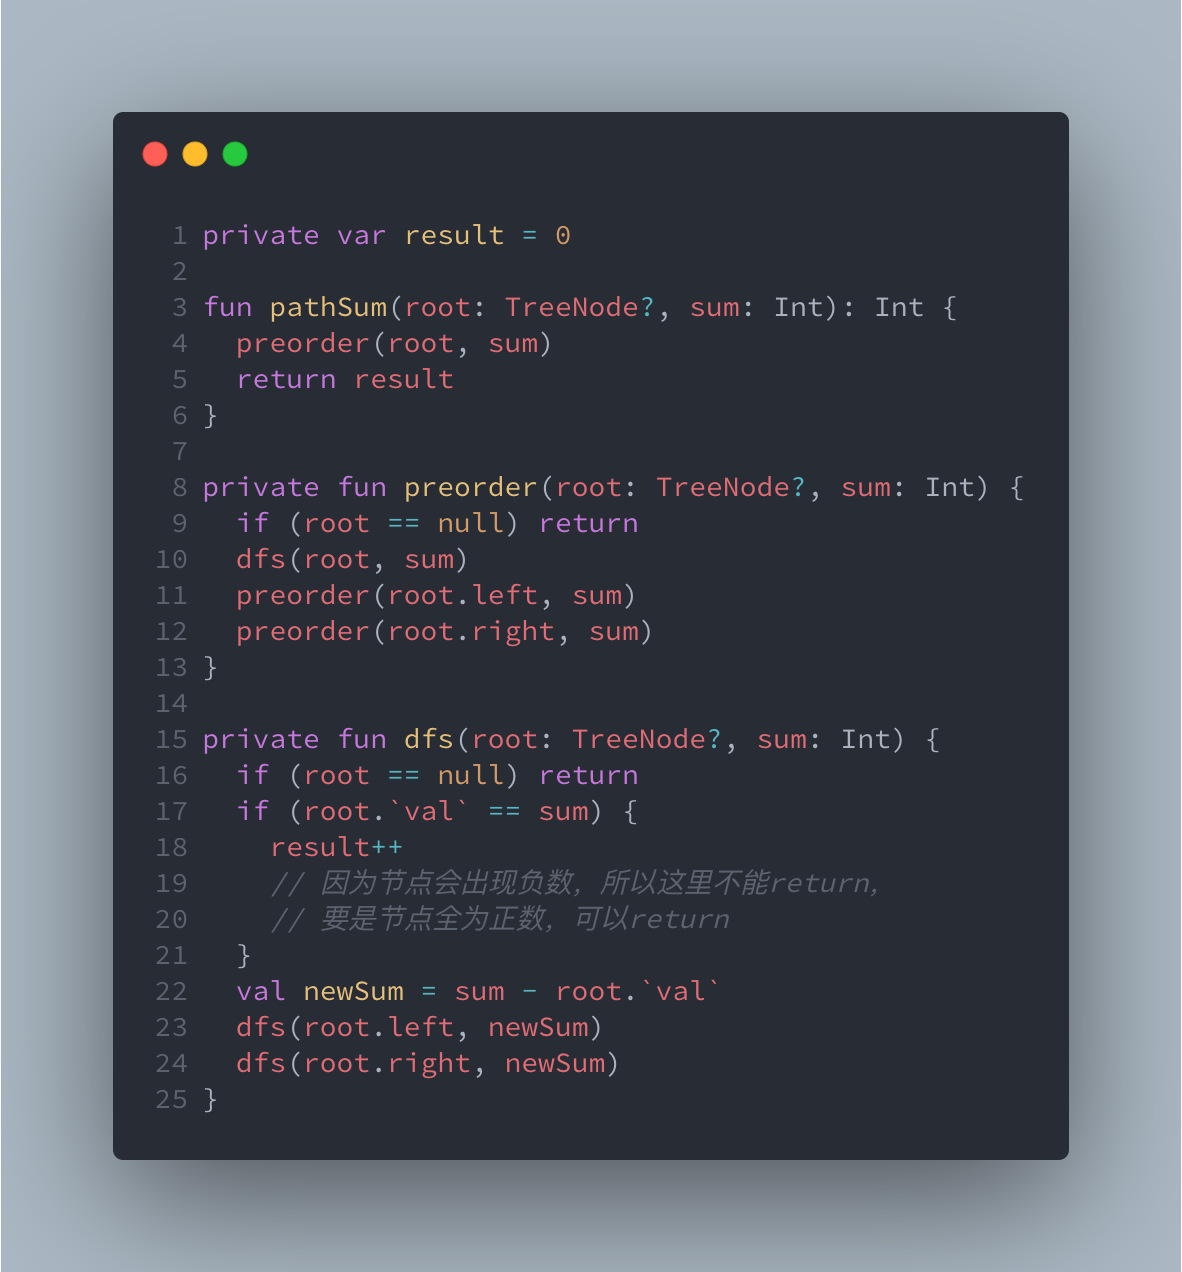 1 private var result = 0
2
3 fun pathSum(root: TreeNode?, sum: Int): Int {
4   preorder(root, sum)
5   return result
6 }
7
8 private fun preorder(root: TreeNode?, sum: Int) {
9   if (root == null) return
10   dfs(root, sum)
11   preorder(root.left, sum)
12   preorder(root.right, sum)
13 }
14
15 private fun dfs(root: TreeNode?, sum: Int) {
16   if (root == null) return
17   if (root.`val` == sum) {
18     result++
19     // 因为节点会出现负数，所以这里不能return，
20     // 要是节点全为正数，可以return
21   }
22   val newSum = sum - root.`val`
23   dfs(root.left, newSum)
24   dfs(root.right, newSum)
25 }